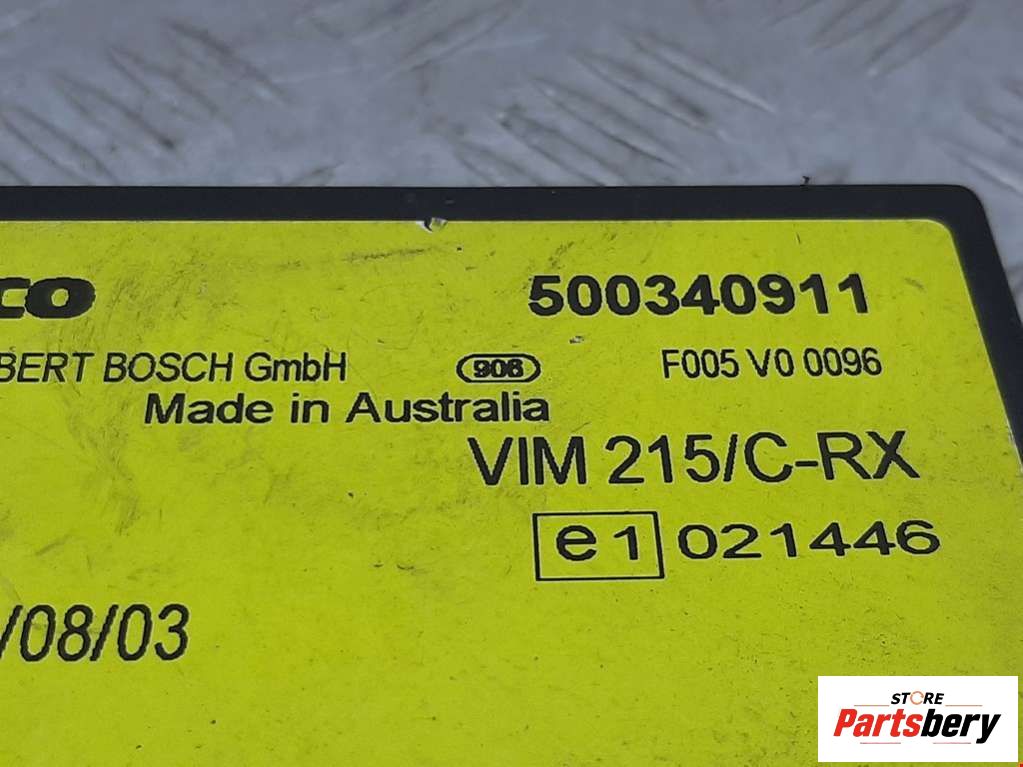 CO 500340911
BERT BOSCH GmbH 906 F005 V0 0096
Made in Australia
VIM 215/C-RX
e1 021446
/08/03
STORE
Partsbery